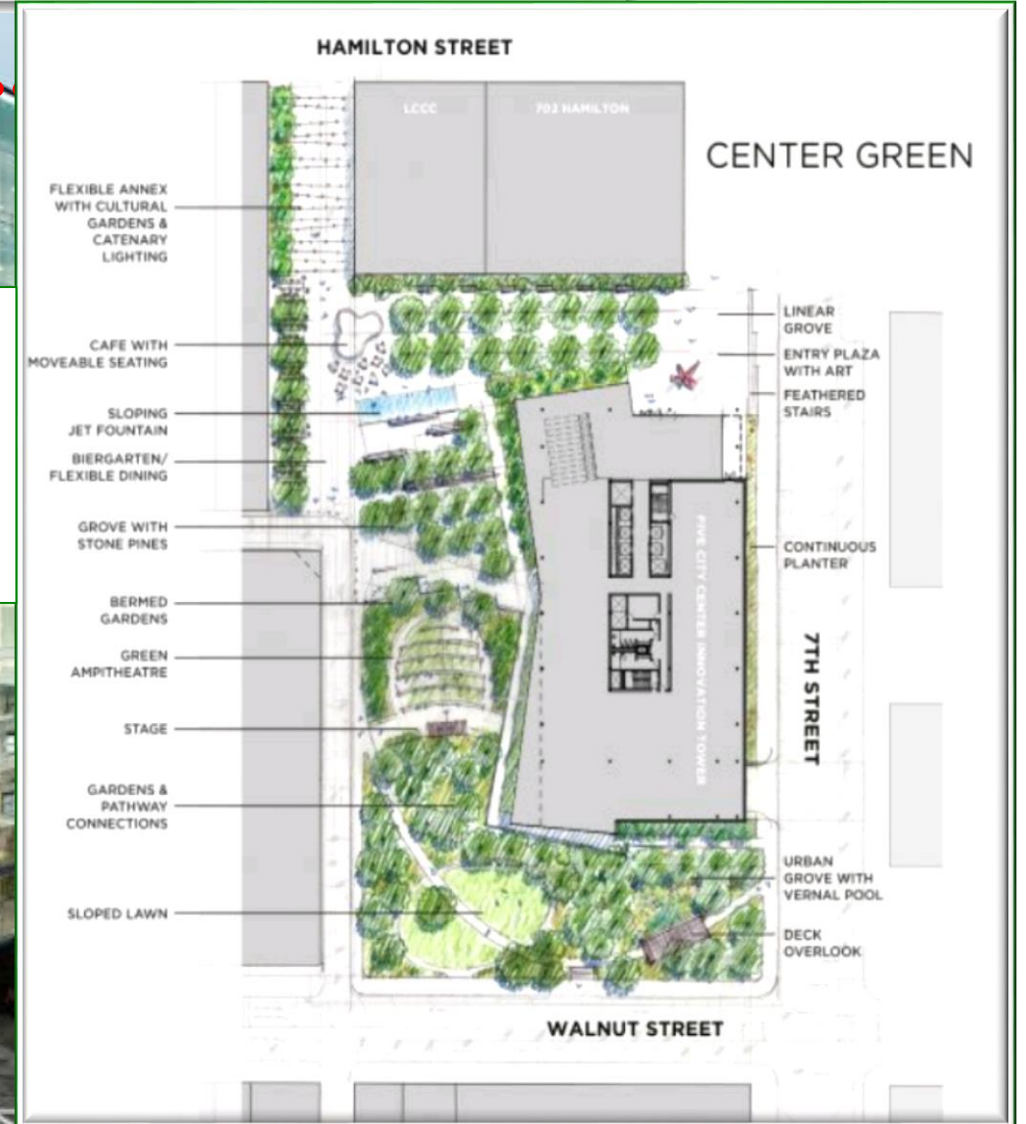 HAMILTON STREET
LCCC
702 HAMILTON
CENTER GREEN
FLEXIBLE ANNEX
WITH CULTURAL
GARDENS &
CATENARY
LIGHTING
CAFE WITH
MOVEABLE SEATING
SLOPING
JET FOUNTAIN
BIERGARTEN/
FLEXIBLE DINING
GROVE WITH
STONE PINES
BERMED
GARDENS
GREEN
AMPITHEATRE
STAGE
GARDENS &
PATHWAY
CONNECTIONS
SLOPED LAWN
LINEAR
GROVE
ENTRY PLAZA
WITH ART
FEATHERED
STAIRS
CONTINUOUS
PLANTER
FIVE CITY CENTER INNOVATION TOWER
7TH STREET
URBAN
GROVE WITH
VERNAL POOL
DECK
OVERLOOK
WALNUT STREET